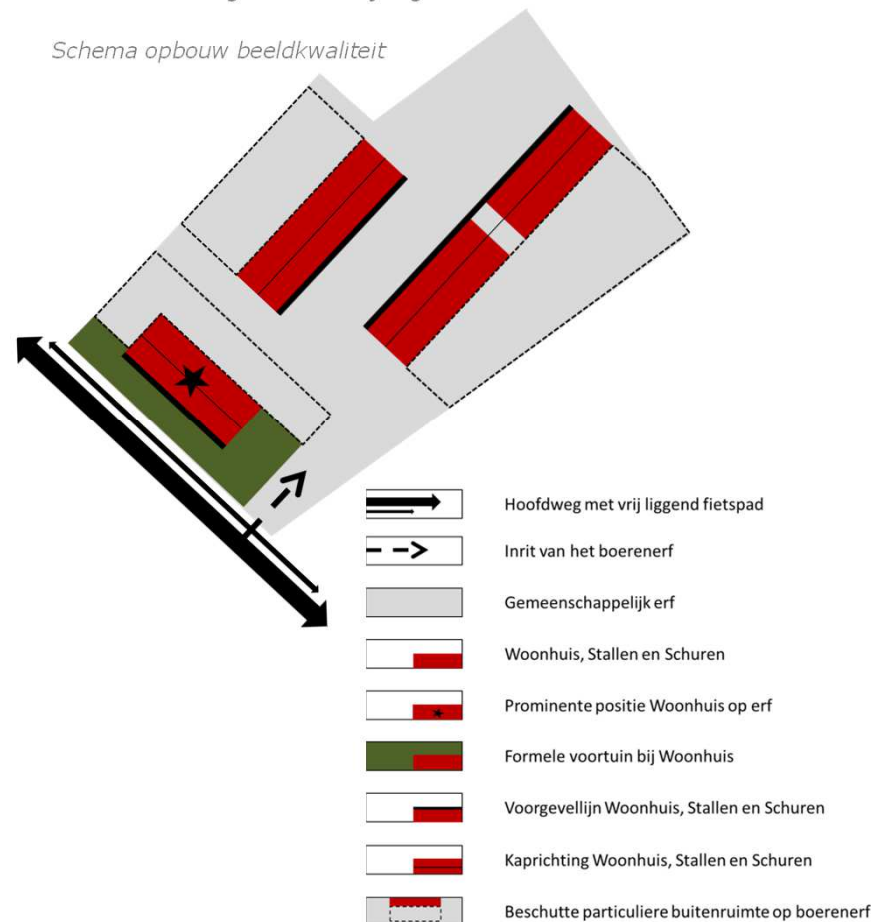 Schema opbouw beeldkwaliteit
Hoofdweg met vrij liggend fietspad
Inrit van het boerenerf
Gemeenschappelijk erf
Woonhuis, Stallen en Schuren
Prominente positie Woonhuis op erf
Formele voortuin bij Woonhuis
Voorgevellijn Woonhuis, Stallen en Schuren
Kaprichting Woonhuis, Stallen en Schuren
Beschutte particuliere buitenruimte op boerenerf